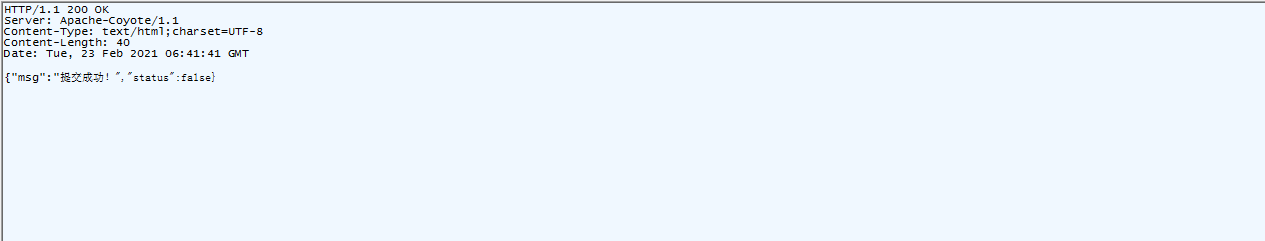 HTTP/1.1 200 OK
Server: Apache-Coyote/1.1
Content-Type: text/html;charset=UTF-8
Content-Length: 40
Date: Tue, 23 Feb 2021 06:41:41 GMT
{"msg":"提交成功！","status":false}